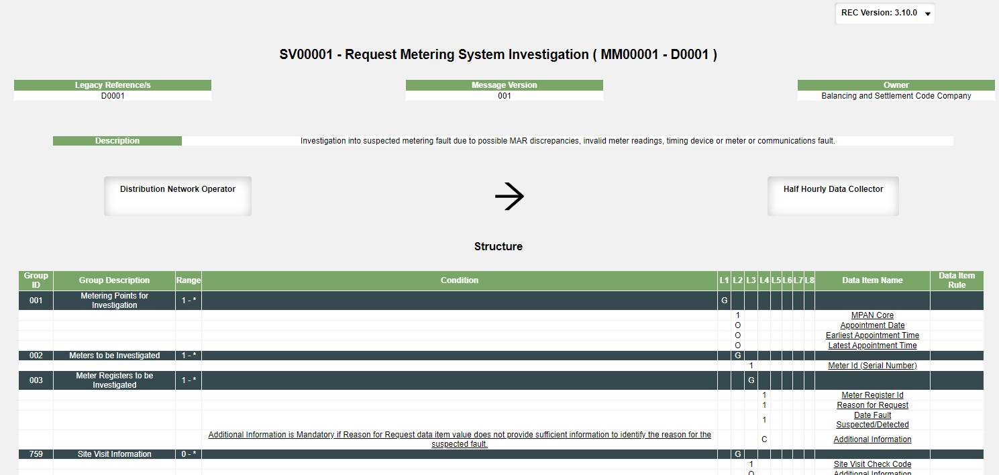 REC Version: 3.10.0
SV00001 - Request Metering System Investigation ( MM00001 - D0001 )
Legacy Reference/s Message Version Owner
D0001 001 Balancing and Settlement Code Company
Description Investigation into suspected metering fault due to possible MAR discrepancies, invalid meter readings, timing device or meter or communications fault.
Distribution Network Operator Half Hourly Data Collector
Structure
Group ID Group Description Range Condition L1 L2 L3 L4 L5 L6 L7 L8 Data Item Name Data Item Rule
001 Metering Points for Investigation 1 - * G
1 MPAN Core
O Appointment Date
O Earliest Appointment Time
O Latest Appointment Time
002 Meters to be Investigated 1 - * G
1 Meter Id (Serial Number)
003 Meter Registers to be Investigated 1 - * G
1 Meter Register Id
1 Reason for Request
1 Date Fault Suspected/Detected
Additional Information is Mandatory if Reason for Request data item value does not provide sufficient information to identify the reason for the suspected fault. C Additional Information
759 Site Visit Information 0 - * G
1 Site Visit Check Code
O Additional Information